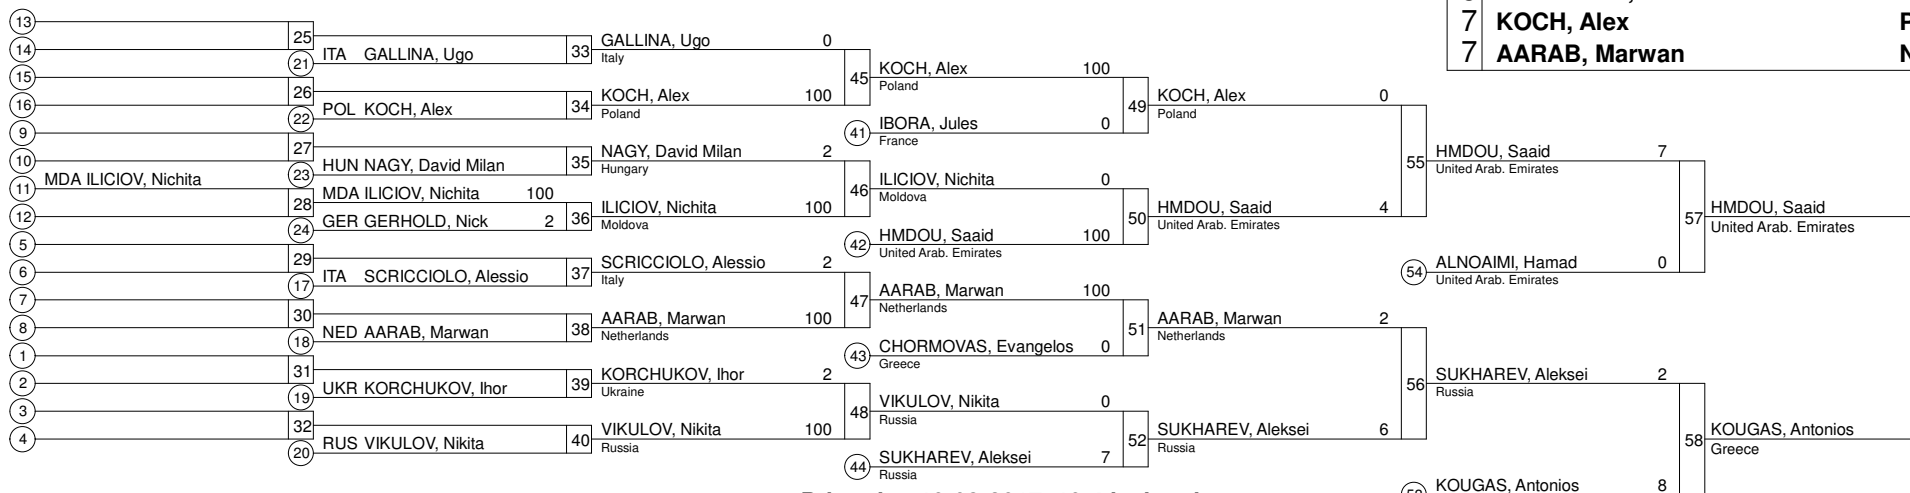 13
7 KOCH, Alex P
GALLINA, Ugo 0
25
14
ITA GALLINA, Ugo
33
Italy
7 AARAB, Marwan N
21
KOCH, Alex 100
15
45
Poland
26
KOCH, Alex 100
KOCH, Alex 0
16
POL KOCH, Alex
34
49
Poland
Poland
22
IBORA, Jules 0
9
41
France
27
NAGY, David Milan 2
HMDOU, Saaid 7
10
HUN NAGY, David Milan
35
Hungary
55
United Arab. Emirates
23
MDA ILICIOV, Nichita
ILICIOV, Nichita 0
11
MDA ILICIOV, Nichita 100
46
Moldova
28
ILICIOV, Nichita 100
HMDOU, Saaid 4
HMDOU, Saaid
12
GER GERHOLD, Nick 2
36
Moldova
50
United Arab. Emirates
57
United Arab. Emirates
24
HMDOU, Saaid 100
5
42
United Arab. Emirates
29
SCRICCIOLO, Alessio 2
ALNOAIMI, Hamad 0
6
ITA SCRICCIOLO, Alessio
37
Italy
54
United Arab. Emirates
17
AARAB, Marwan 100
7
47
Netherlands
30
AARAB, Marwan 100
AARAB, Marwan 2
8
NED AARAB, Marwan
38
Netherlands
51
Netherlands
18
CHORMOVAS, Evangelos 0
1
43
Greece
31
KORCHUKOV, Ihor 2
SUKHAREV, Aleksei 2
2
UKR KORCHUKOV, Ihor
39
Ukraine
56
Russia
19
VIKULOV, Nikita 0
3
48
Russia
32
VIKULOV, Nikita 100
SUKHAREV, Aleksei 6
KOUGAS, Antonios
4
RUS VIKULOV, Nikita
40
Russia
52
Russia
58
Greece
20
SUKHAREV, Aleksei 7
44
Russia
KOUGAS, Antonios 8